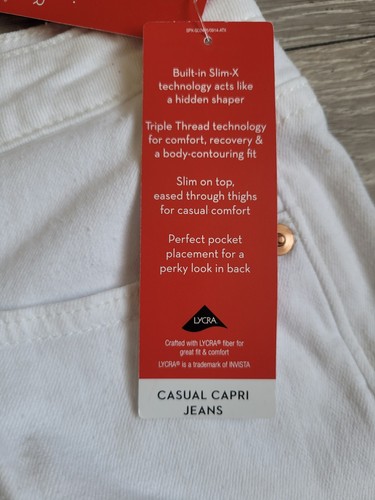 Built-in Slim-X
technology acts like
a hidden shaper
Triple Thread technology
for comfort, recovery &
a body-contouring fit
Slim on top,
eased through thighs
for casual comfort
Perfect pocket
placement for a
perky look in back
LYCRA
Crafted with LYCRA® fiber for
great fit & comfort
LYCRA® is a trademark of INVISTA
CASUAL CAPRI
JEANS